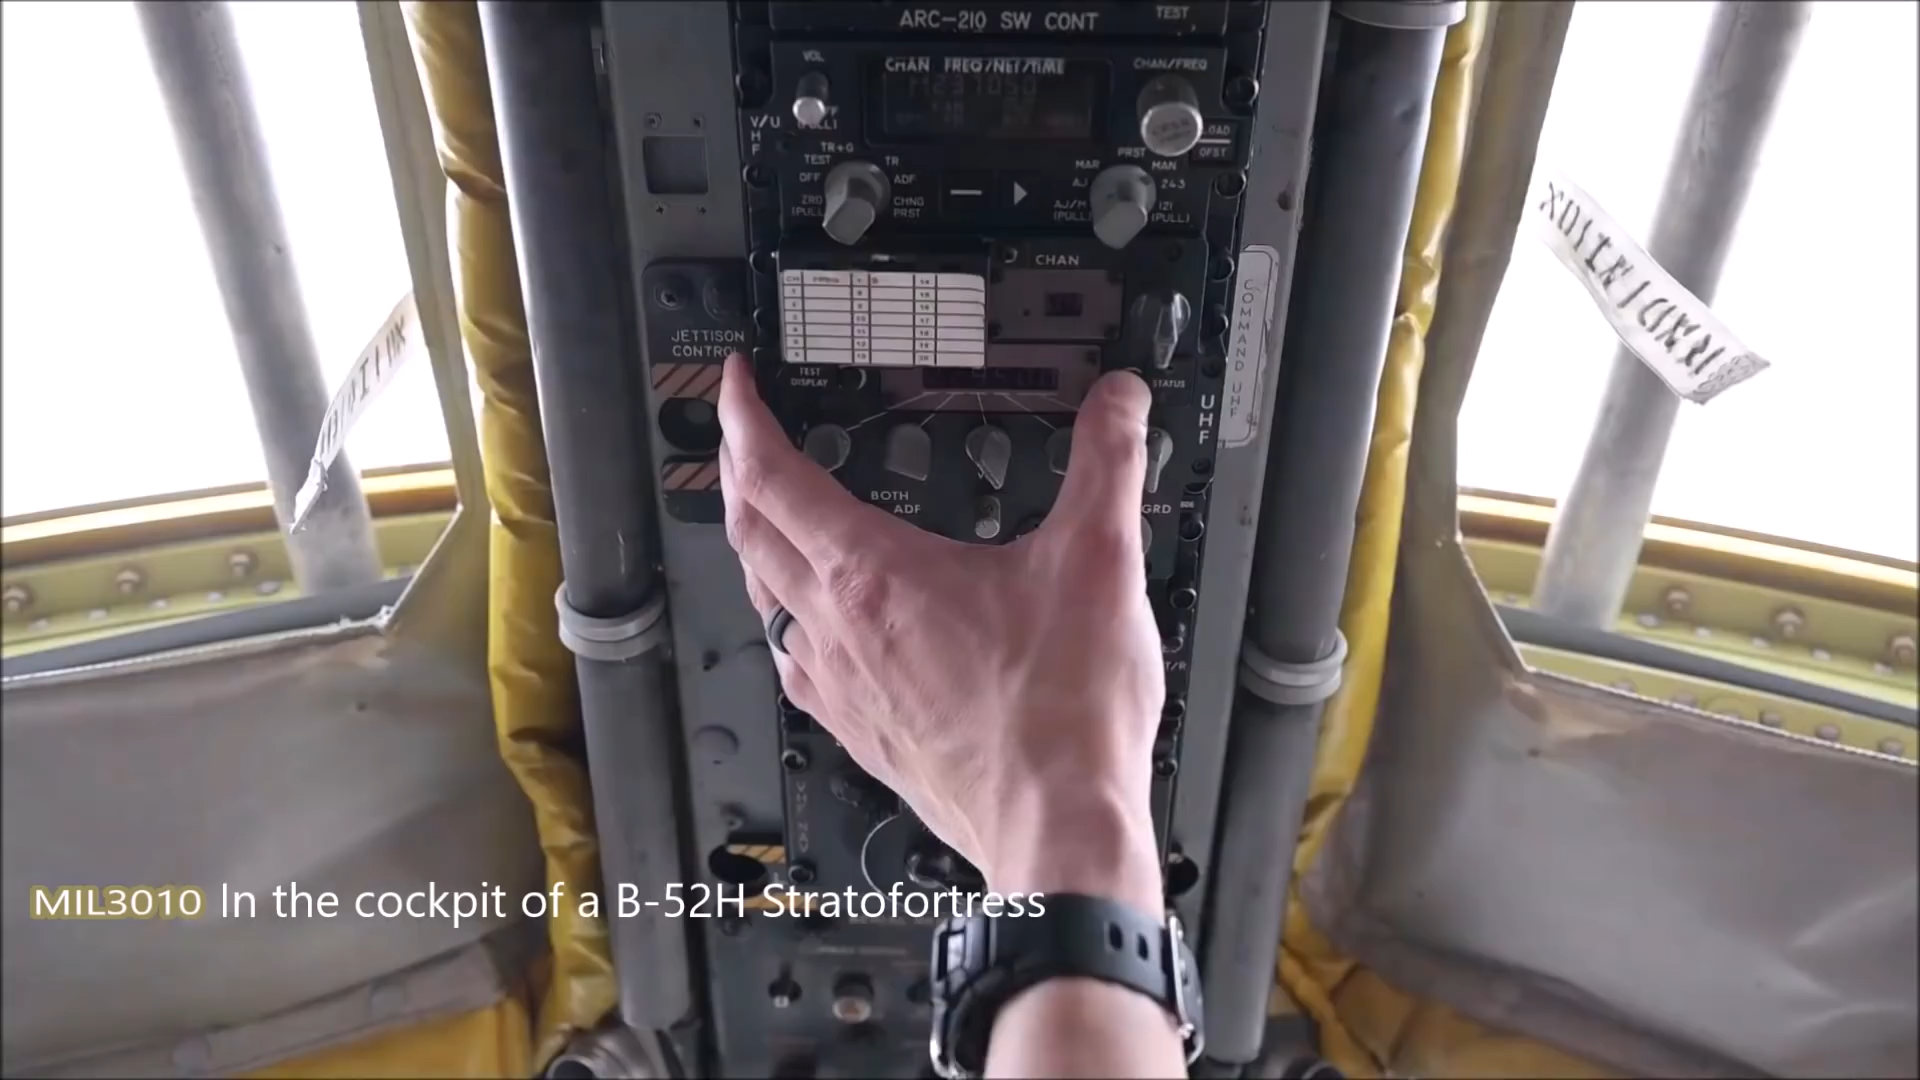 ARC-210 SW CONT
TEST
VOL
CHAN FREQ/NET/TIME
CHAN/FREQ
V/U
H
F
TR+G
TEST
TR
OFF
ADF
ZRO
(PULL)
CHNG
PRST
PRST
MAR
MAN
AJ
243
AJ/M
(PULL)
121
(PULL)
LOAD
OFST
CHAN
JETTISON
CONTROL
TEST
DISPLAY
STATUS
UHF
COMMAND UHF
BOTH
ADF
GRD
T/R
VHF NAV
MIL3010 In the cockpit of a B-52H Stratofortress